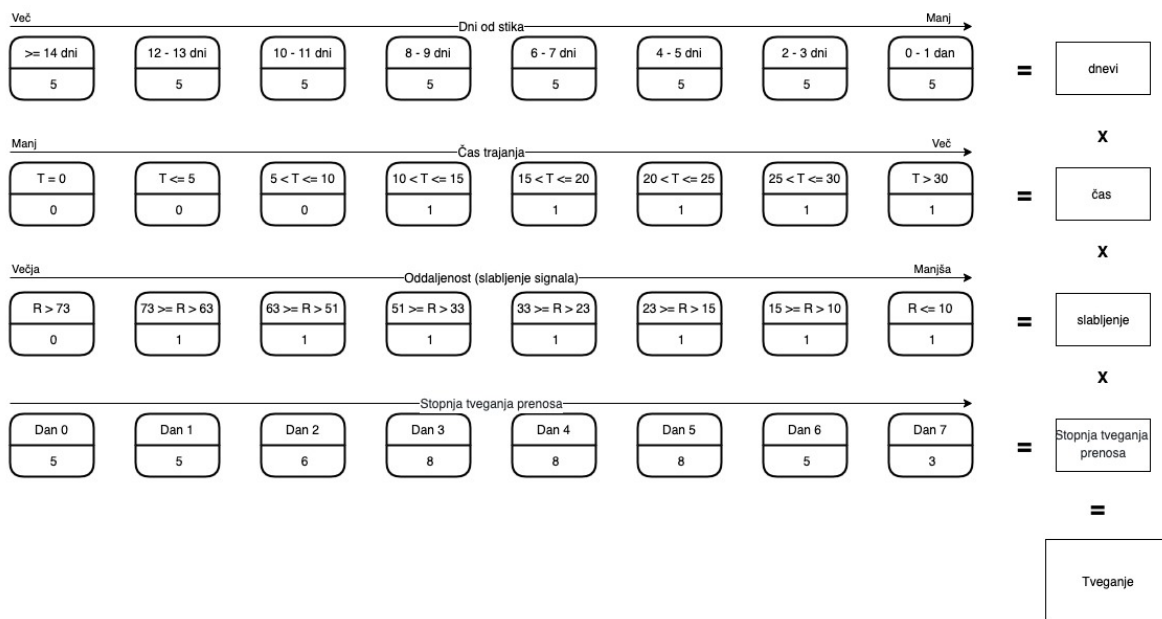 Več Manj
Dni od stika
>= 14 dni 12 - 13 dni 10 - 11 dni 8 - 9 dni 6 - 7 dni 4 - 5 dni 2 - 3 dni 0 - 1 dan
5 5 5 5 5 5 5 5
= dnevi
x
Manj Več
Čas trajanja
T = 0 T <= 5 5 < T <= 10 10 < T <= 15 15 < T <= 20 20 < T <= 25 25 < T <= 30 T > 30
0 0 0 1 1 1 1 1
= čas
x
Večja Manjša
Oddaljenost (slabljenje signala)
R > 73 73 >= R > 63 63 >= R > 51 51 >= R > 33 33 >= R > 23 23 >= R > 15 15 >= R > 10 R <= 10
0 1 1 1 1 1 1 1
= slabljenje
x
Stopnja tveganja prenosa
Dan 0 Dan 1 Dan 2 Dan 3 Dan 4 Dan 5 Dan 6 Dan 7
5 5 6 8 8 8 5 3
= Stopnja tveganja
prenosa
=
Tveganje